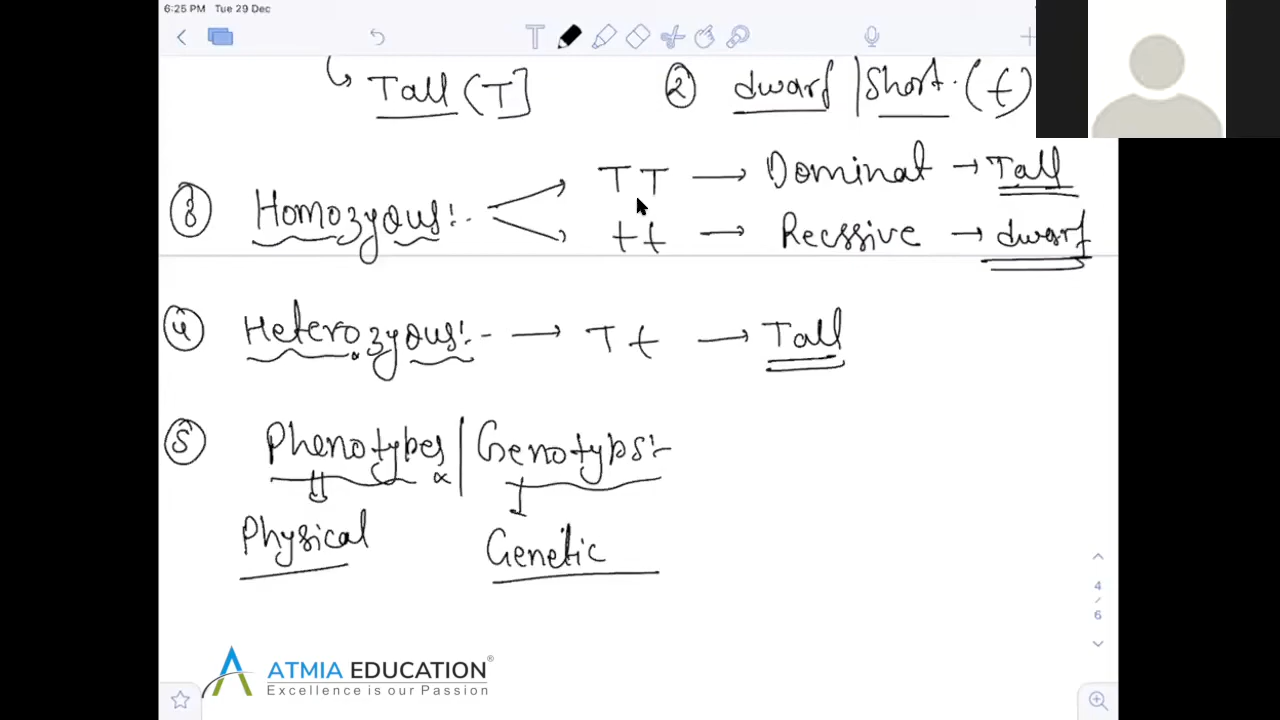 6:25 PM Tue 29 Dec
T
Tall (T]
② dwarf | Short. (t)
③ Homozyous:- TT → Dominat → Tall
tt → Recssive → dwarf
④ Heterozyous:- → Tt → Tall
⑤ Phenotypes | Genotyps:-
Physical Genetic
4
/
6
ATMIA EDUCATION®
Excellence is our Passion